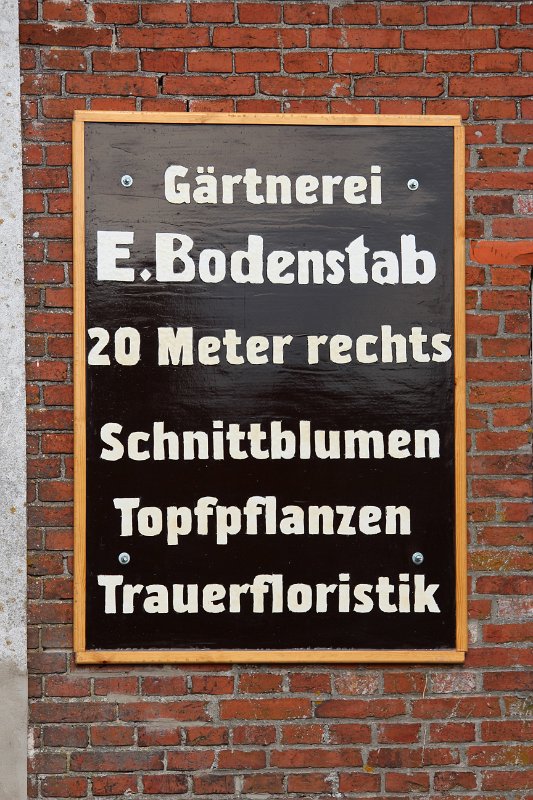 Gärtnerei
E.Bodenstab
20 Meter rechts
Schnittblumen
Topfpflanzen
Trauerfloristik